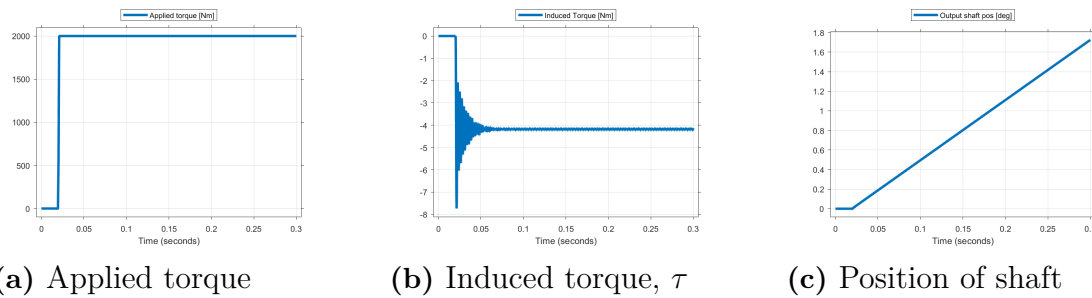 Applied torque [Nm]
2000
1500
1000
500
0
0 0.05 0.1 0.15 0.2 0.25 0.3
Time (seconds)
(a) Applied torque
Induced Torque [Nm]
0
-1
-2
-3
-4
-5
-6
-7
-8
0 0.05 0.1 0.15 0.2 0.25 0.3
Time (seconds)
(b) Induced torque, τ
Output shaft pos [deg]
1.8
1.6
1.4
1.2
1
0.8
0.6
0.4
0.2
0
0 0.05 0.1 0.15 0.2 0.25 0.3
Time (seconds)
(c) Position of shaft